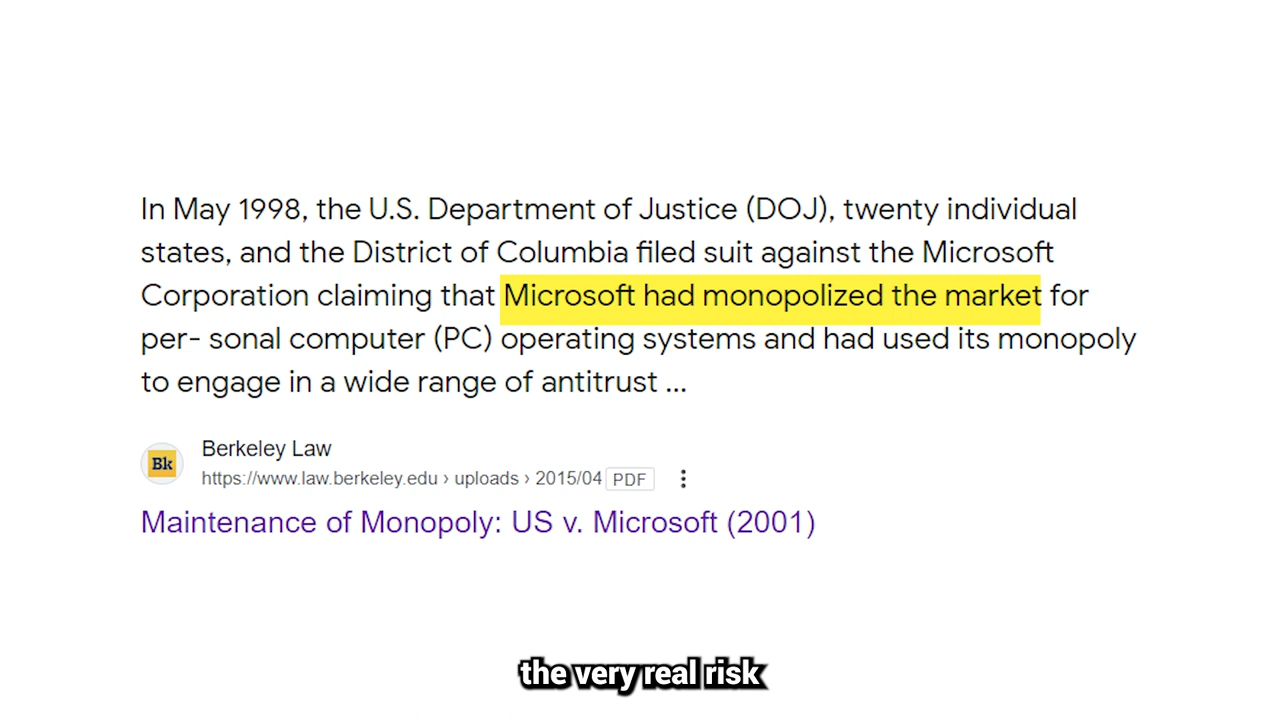 In May 1998, the U.S. Department of Justice (DOJ), twenty individual
states, and the District of Columbia filed suit against the Microsoft
Corporation claiming that Microsoft had monopolized the market for
per- sonal computer (PC) operating systems and had used its monopoly
to engage in a wide range of antitrust ...
Bk
Berkeley Law
https://www.law.berkeley.edu › uploads › 2015/04 PDF
Maintenance of Monopoly: US v. Microsoft (2001)
the very real risk